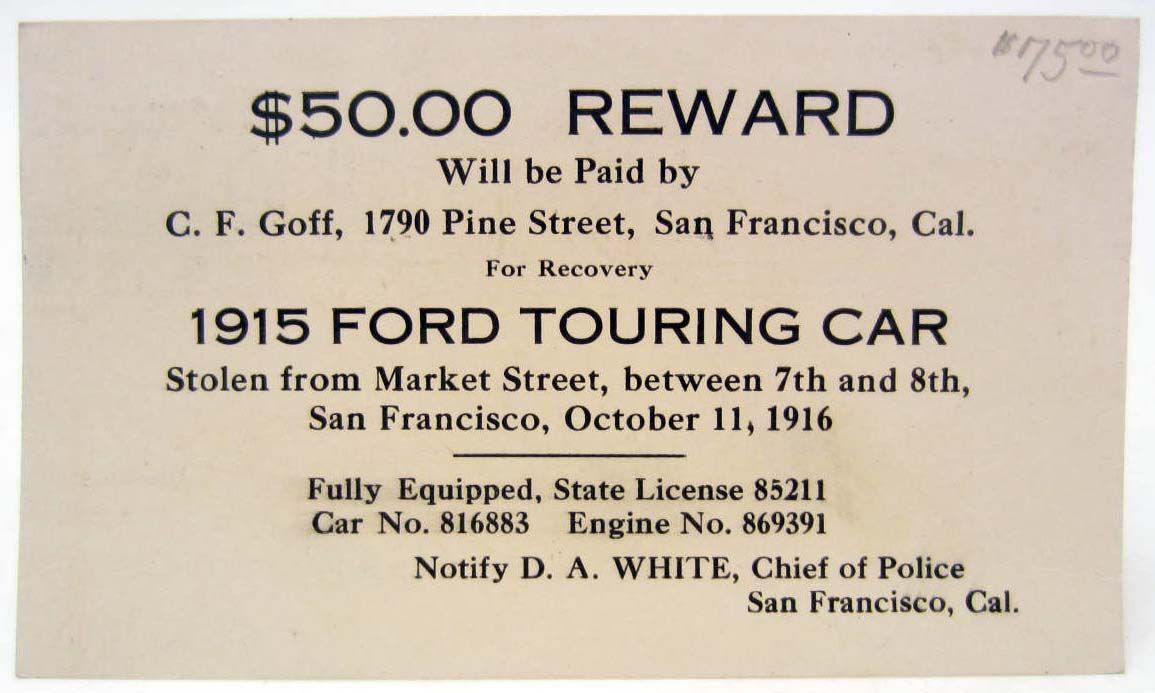 $75.00
$50.00 REWARD
Will be Paid by
C. F. Goff, 1790 Pine Street, San Francisco, Cal.
For Recovery
1915 FORD TOURING CAR
Stolen from Market Street, between 7th and 8th,
San Francisco, October 11, 1916
Fully Equipped, State License 85211
Car No. 816883 Engine No. 869391
Notify D. A. WHITE, Chief of Police
San Francisco, Cal.